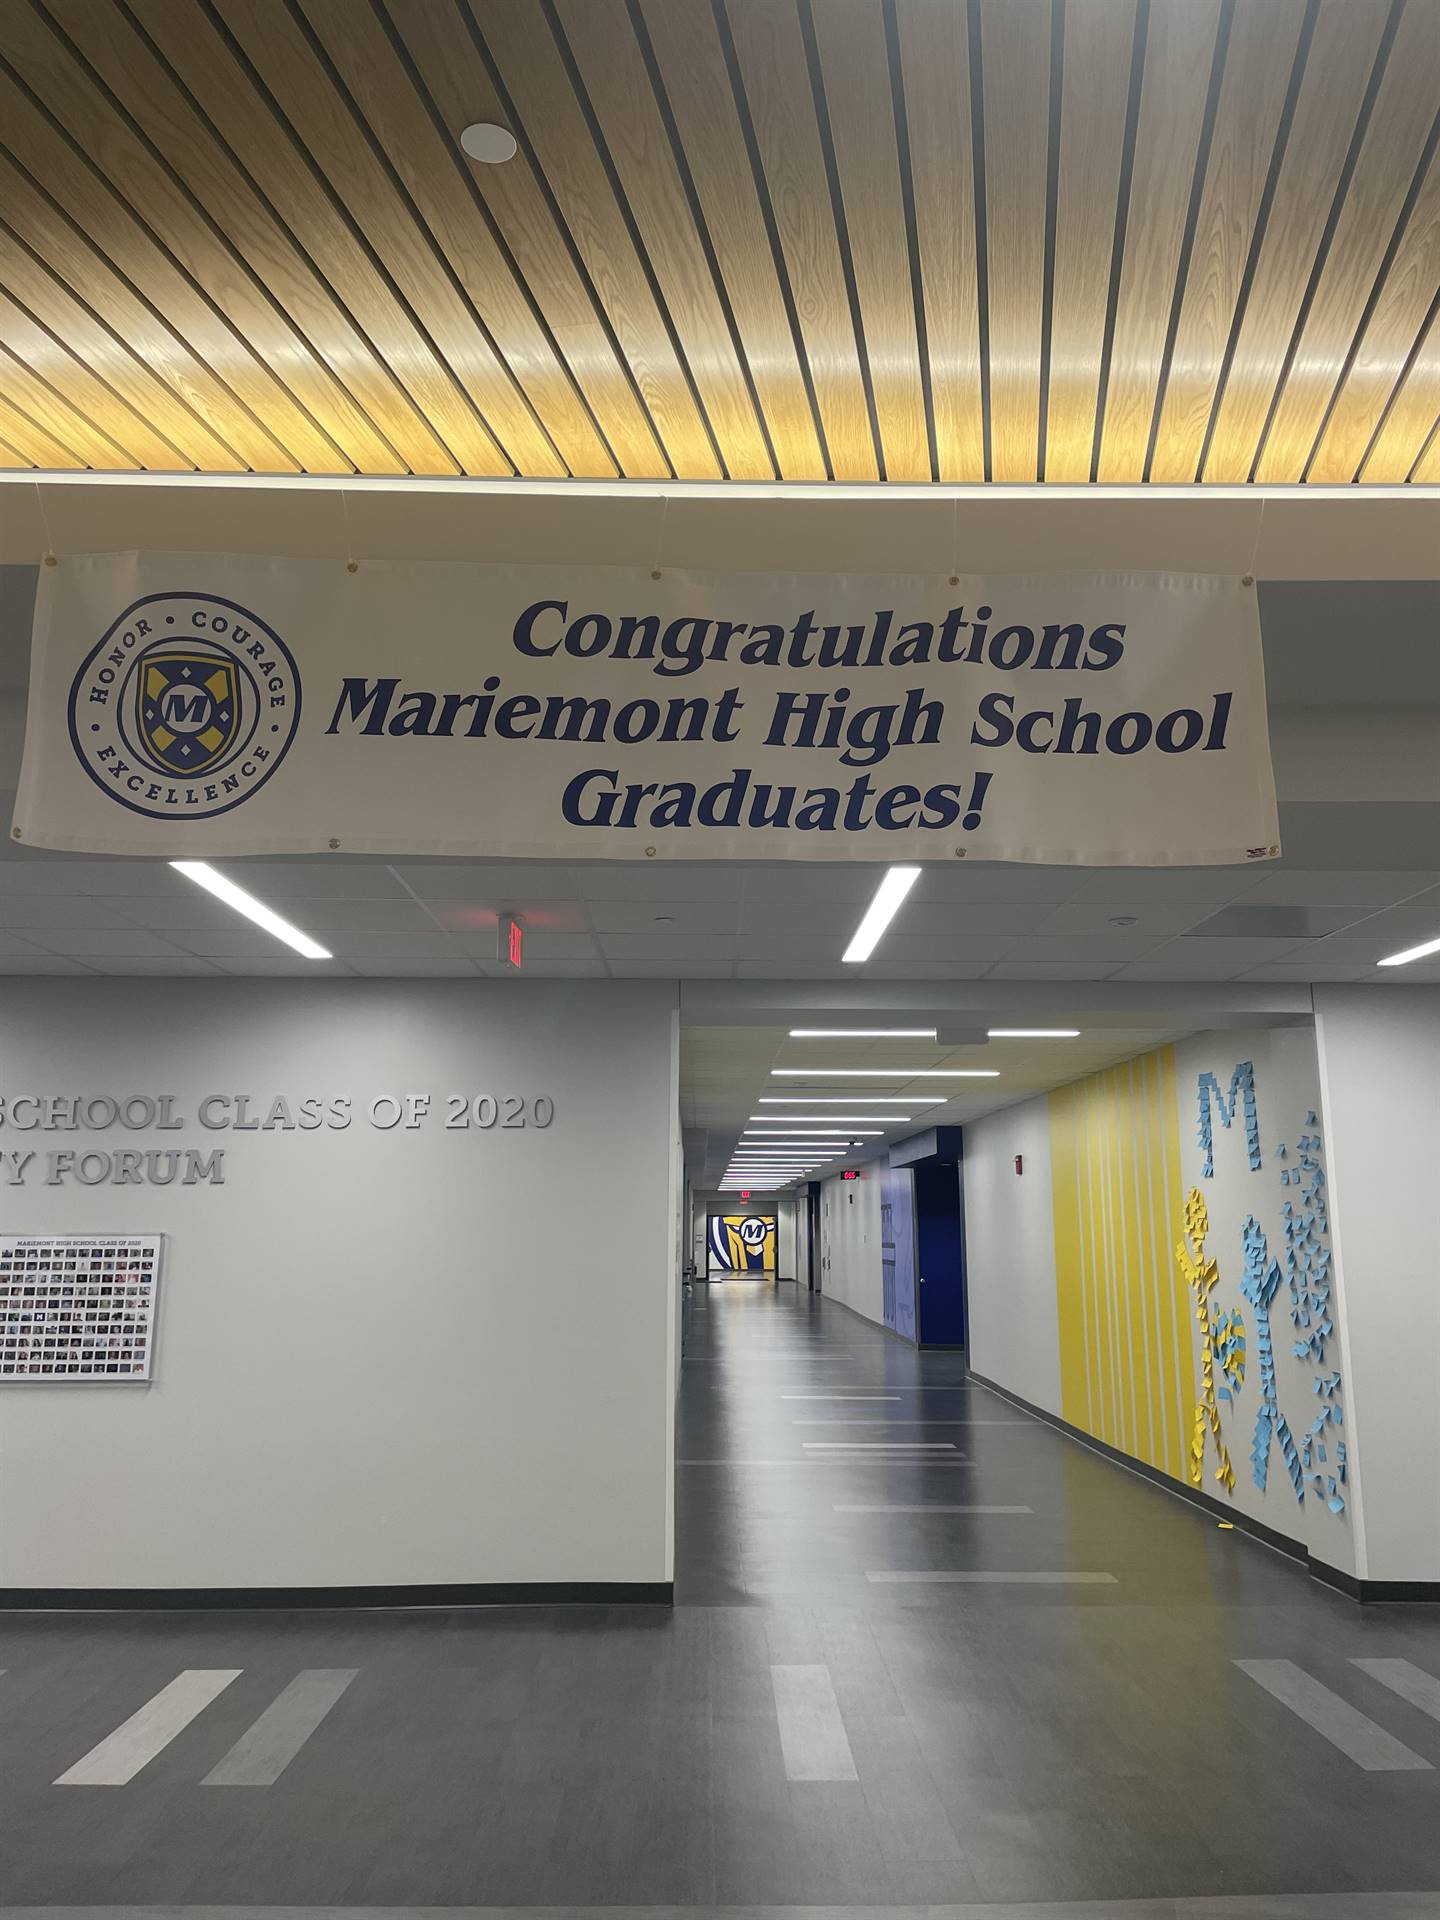 HONOR • COURAGE • EXCELLENCE •
M
Congratulations
Mariemont High School
Graduates!
SCHOOL CLASS OF 2020
Y FORUM
MARIEMONT HIGH SCHOOL CLASS OF 2020
M
M